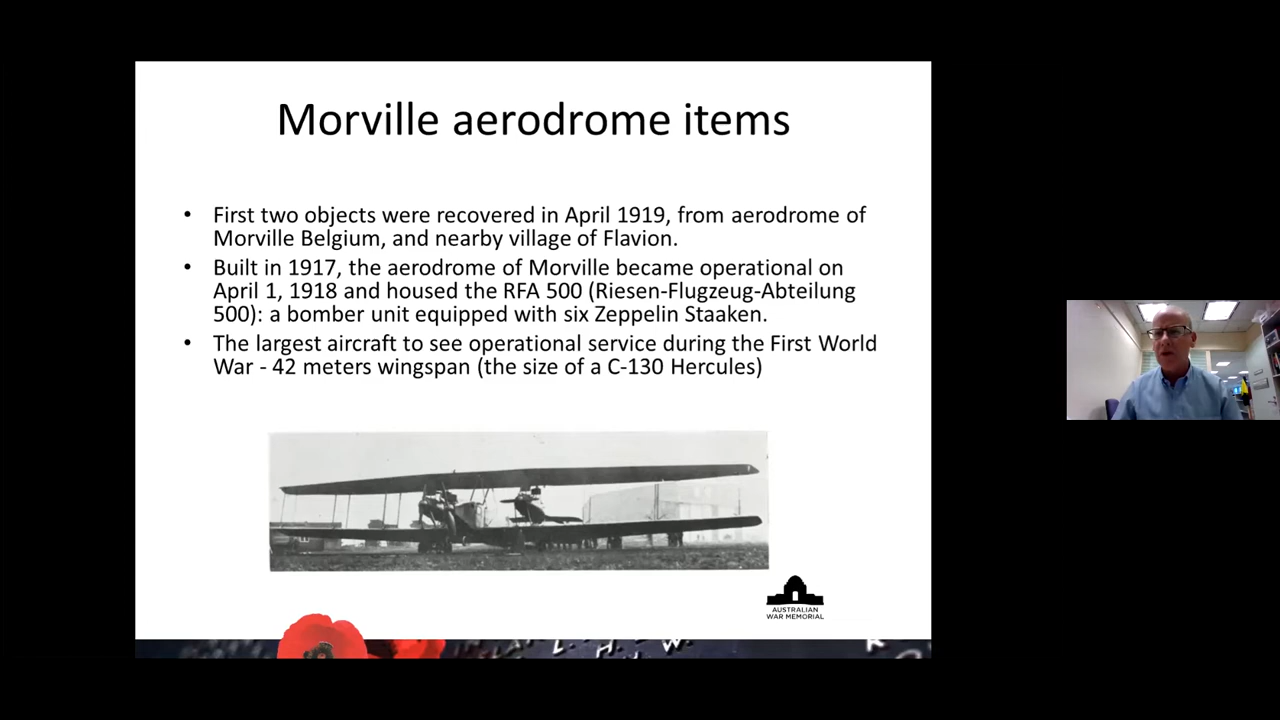 Morville aerodrome items
• First two objects were recovered in April 1919, from aerodrome of
Morville Belgium, and nearby village of Flavion.
• Built in 1917, the aerodrome of Morville became operational on
April 1, 1918 and housed the RFA 500 (Riesen-Flugzeug-Abteilung
500): a bomber unit equipped with six Zeppelin Staaken.
• The largest aircraft to see operational service during the First World
War - 42 meters wingspan (the size of a C-130 Hercules)
AUSTRALIAN
WAR MEMORIAL